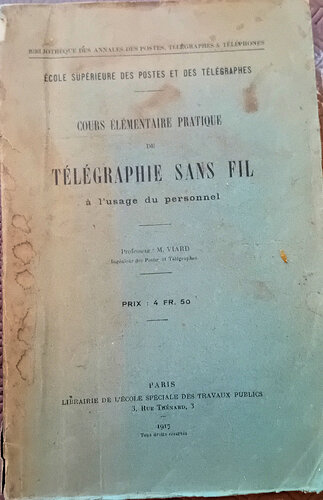 BIBLIOTHÈQUE DES ANNALES DES POSTES, TÉLÉGRAPHES & TÉLÉPHONES
ÉCOLE SUPÉRIEURE DES POSTES ET DES TÉLÉGRAPHES
COURS ÉLÉMENTAIRE PRATIQUE
DE
TÉLÉGRAPHIE SANS FIL
à l'usage du personnel
Professeur : M. VIARD
Ingénieur des Postes et Télégraphes
PRIX : 4 FR. 50
PARIS
LIBRAIRIE DE L'ÉCOLE SPÉCIALE DES TRAVAUX PUBLICS
3, RUE THÉNARD, 3
1915
Tous droits réservés